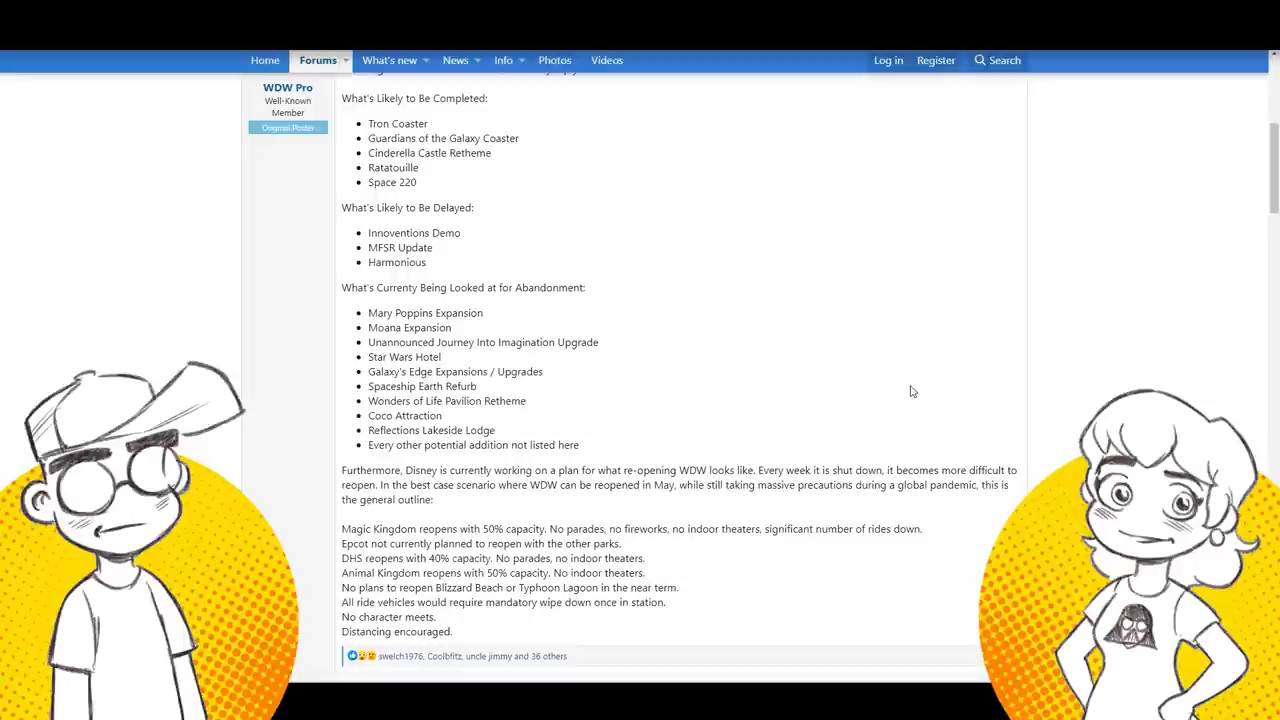 Home Forums What's new News Info Photos Videos Log in Register Search
WDW Pro
Well-Known
Member
Original Poster
What's Likely to Be Completed:
Tron Coaster
Guardians of the Galaxy Coaster
Cinderella Castle Retheme
Ratatouille
Space 220
What's Likely to Be Delayed:
Innoventions Demo
MFSR Update
Harmonious
What's Currenty Being Looked at for Abandonment:
Mary Poppins Expansion
Moana Expansion
Unannounced Journey Into Imagination Upgrade
Star Wars Hotel
Galaxy's Edge Expansions / Upgrades
Spaceship Earth Refurb
Wonders of Life Pavilion Retheme
Coco Attraction
Reflections Lakeside Lodge
Every other potential addition not listed here
Furthermore, Disney is currently working on a plan for what re-opening WDW looks like. Every week it is shut down, it becomes more difficult to
reopen. In the best case scenario where WDW can be reopened in May, while still taking massive precautions during a global pandemic, this is
the general outline:
Magic Kingdom reopens with 50% capacity. No parades, no fireworks, no indoor theaters, significant number of rides down.
Epcot not currently planned to reopen with the other parks.
DHS reopens with 40% capacity. No parades, no indoor theaters.
Animal Kingdom reopens with 50% capacity. No indoor theaters.
No plans to reopen Blizzard Beach or Typhoon Lagoon in the near term.
All ride vehicles would require mandatory wipe down once in station.
No character meets.
Distancing encouraged.
swelch1976, Coolbfitz, uncle jimmy and 36 others